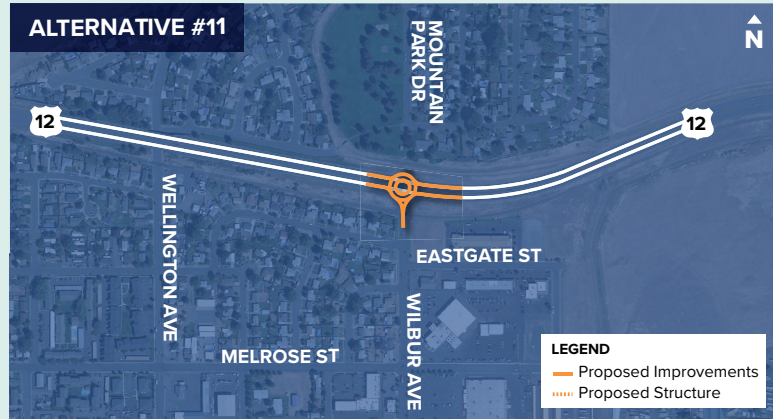 ALTERNATIVE #11
N
MOUNTAIN
PARK DR
12
12
WELLINGTON AVE
EASTGATE ST
WILBUR AVE
MELROSE ST
LEGEND
Proposed Improvements
Proposed Structure